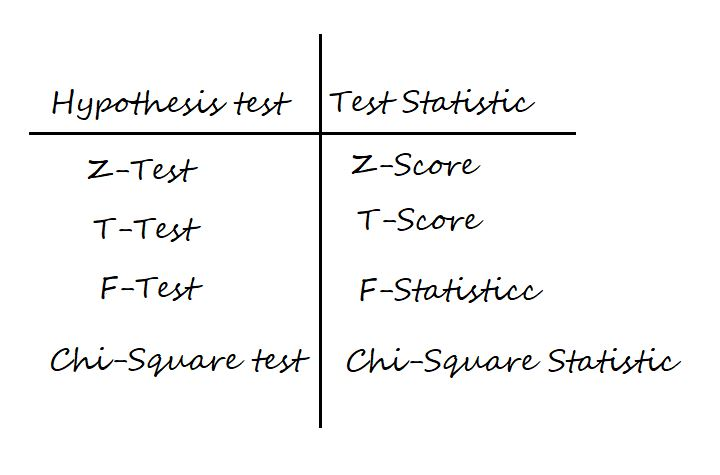 Hypothesis test Test Statistic
Z-Test Z-Score
T-Test T-Score
F-Test F-Statisticc
Chi-Square test Chi-Square Statistic